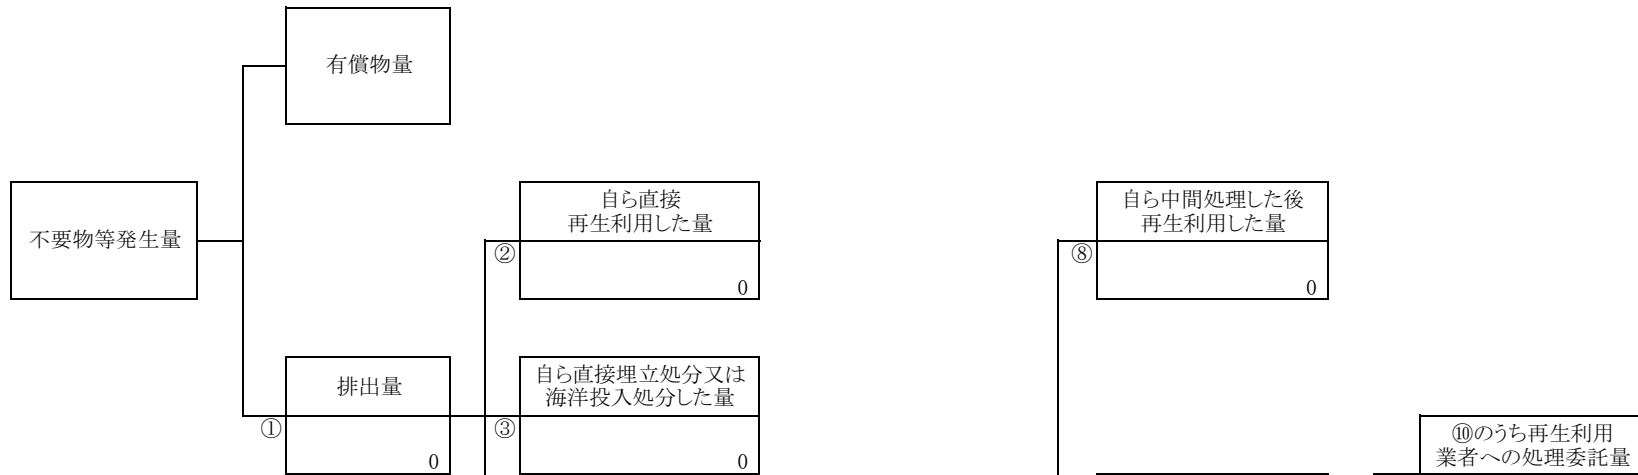 有償物量
不要物等発生量
自ら直接
再生利用した量
②
0
自ら中間処理した後
再生利用した量
⑧
0
排出量
①
0
自ら直接埋立処分又は
海洋投入処分した量
③
0
⑩のうち再生利用
業者への処理委託量